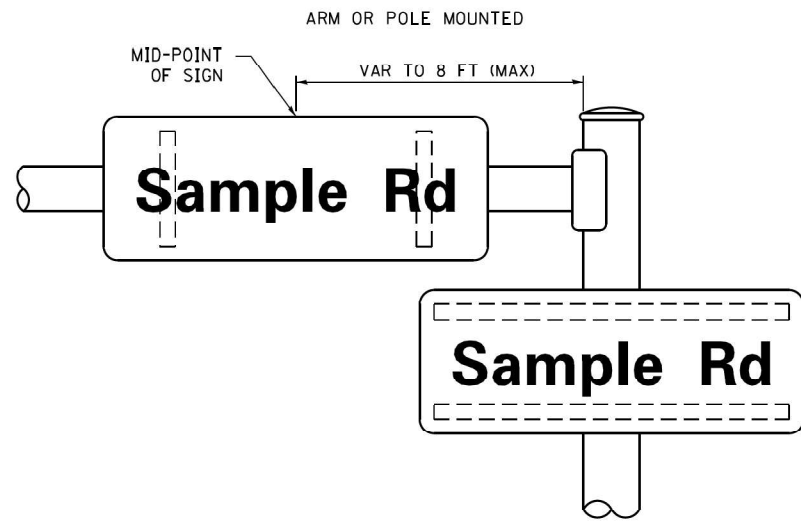 ARM OR POLE MOUNTED
MID-POINT
OF SIGN
VAR TO 8 FT (MAX)
Sample Rd
Sample Rd